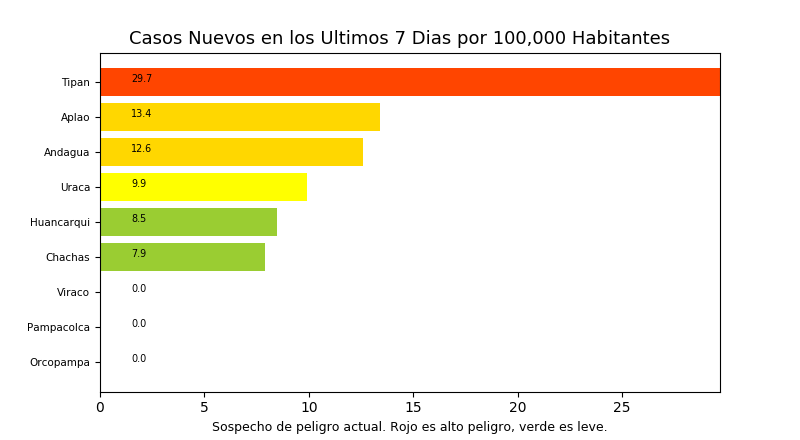 Casos Nuevos en los Ultimos 7 Dias por 100,000 Habitantes
Tipan 29.7
Aplao 13.4
Andagua 12.6
Uraca 9.9
Huancarqui 8.5
Chachas 7.9
Viraco 0.0
Pampacolca 0.0
Orcopampa 0.0
0 5 10 15 20 25
Sospecho de peligro actual. Rojo es alto peligro, verde es leve.